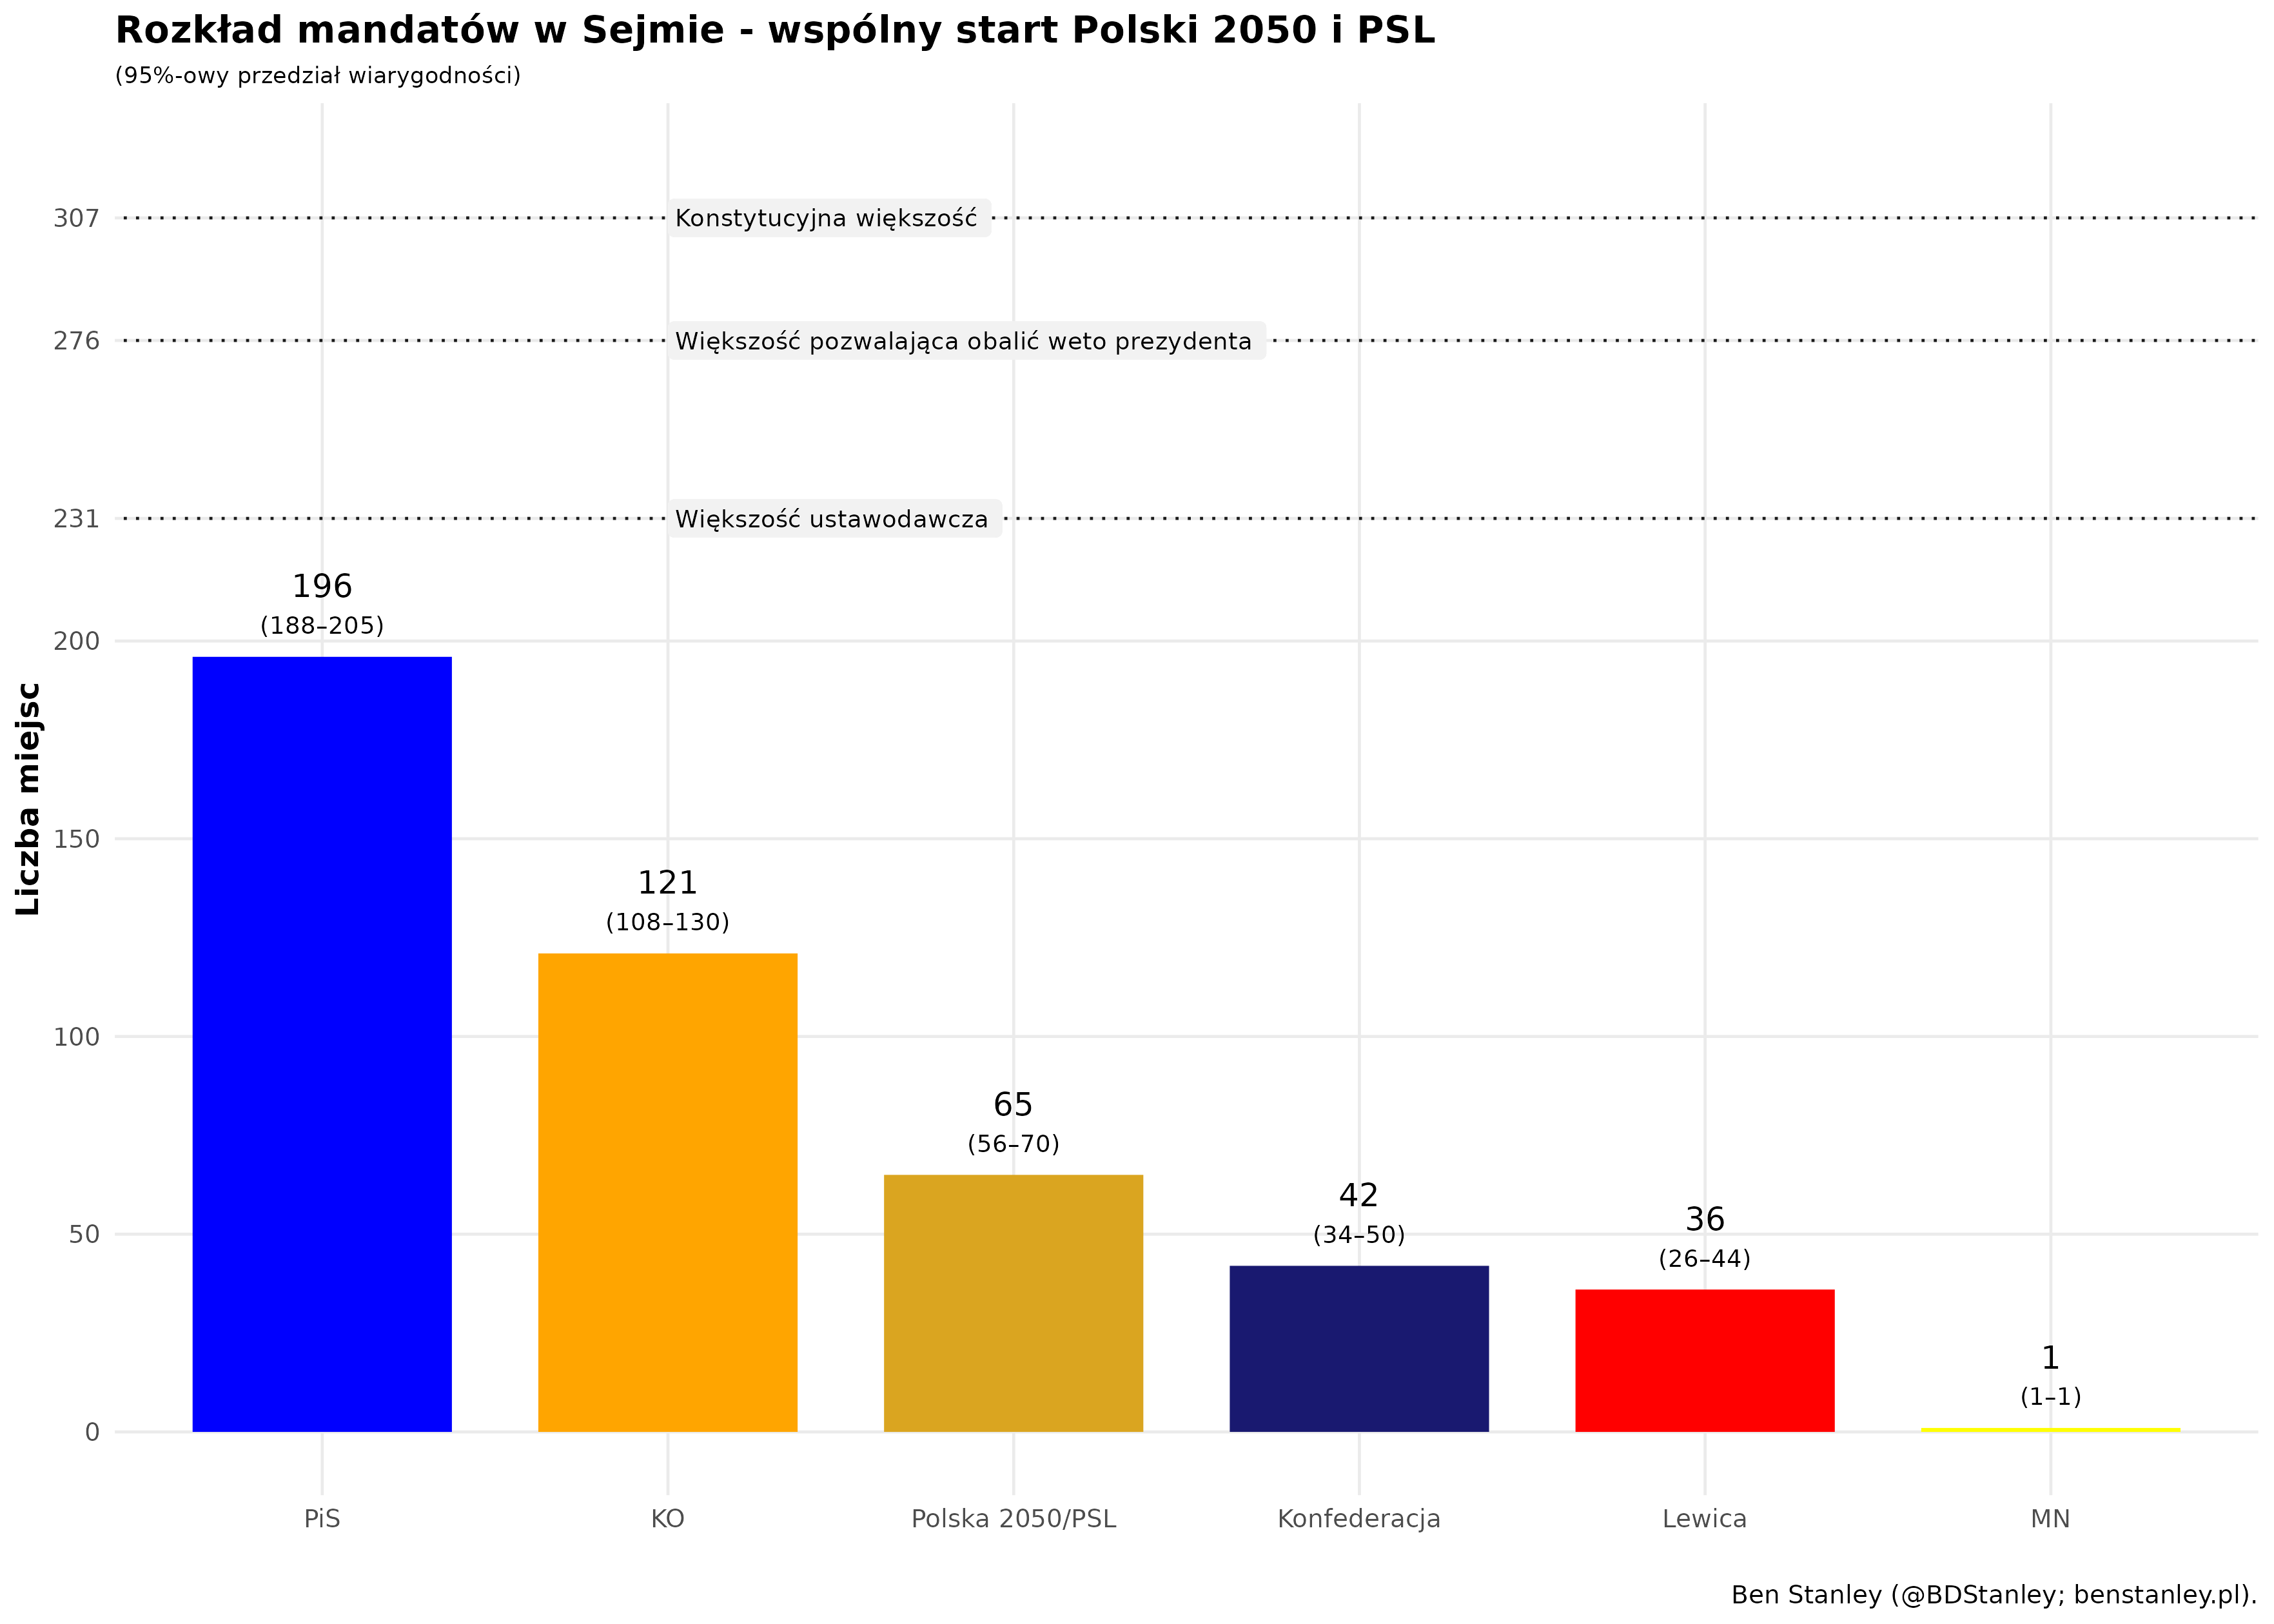 Rozkład mandatów w Sejmie - wspólny start Polski 2050 i PSL
(95%-owy przedział wiarygodności)
307
Konstytucyjna większość
276
Większość pozwalająca obalić weto prezydenta
231
Większość ustawodawcza
196
(188–205)
200
Liczba miejsc
150
121
(108–130)
100
65
(56–70)
42
(34–50)
36
(26–44)
50
1
(1–1)
0
PiS
KO
Polska 2050/PSL
Konfederacja
Lewica
MN
Ben Stanley (@BDStanley; benstanley.pl).